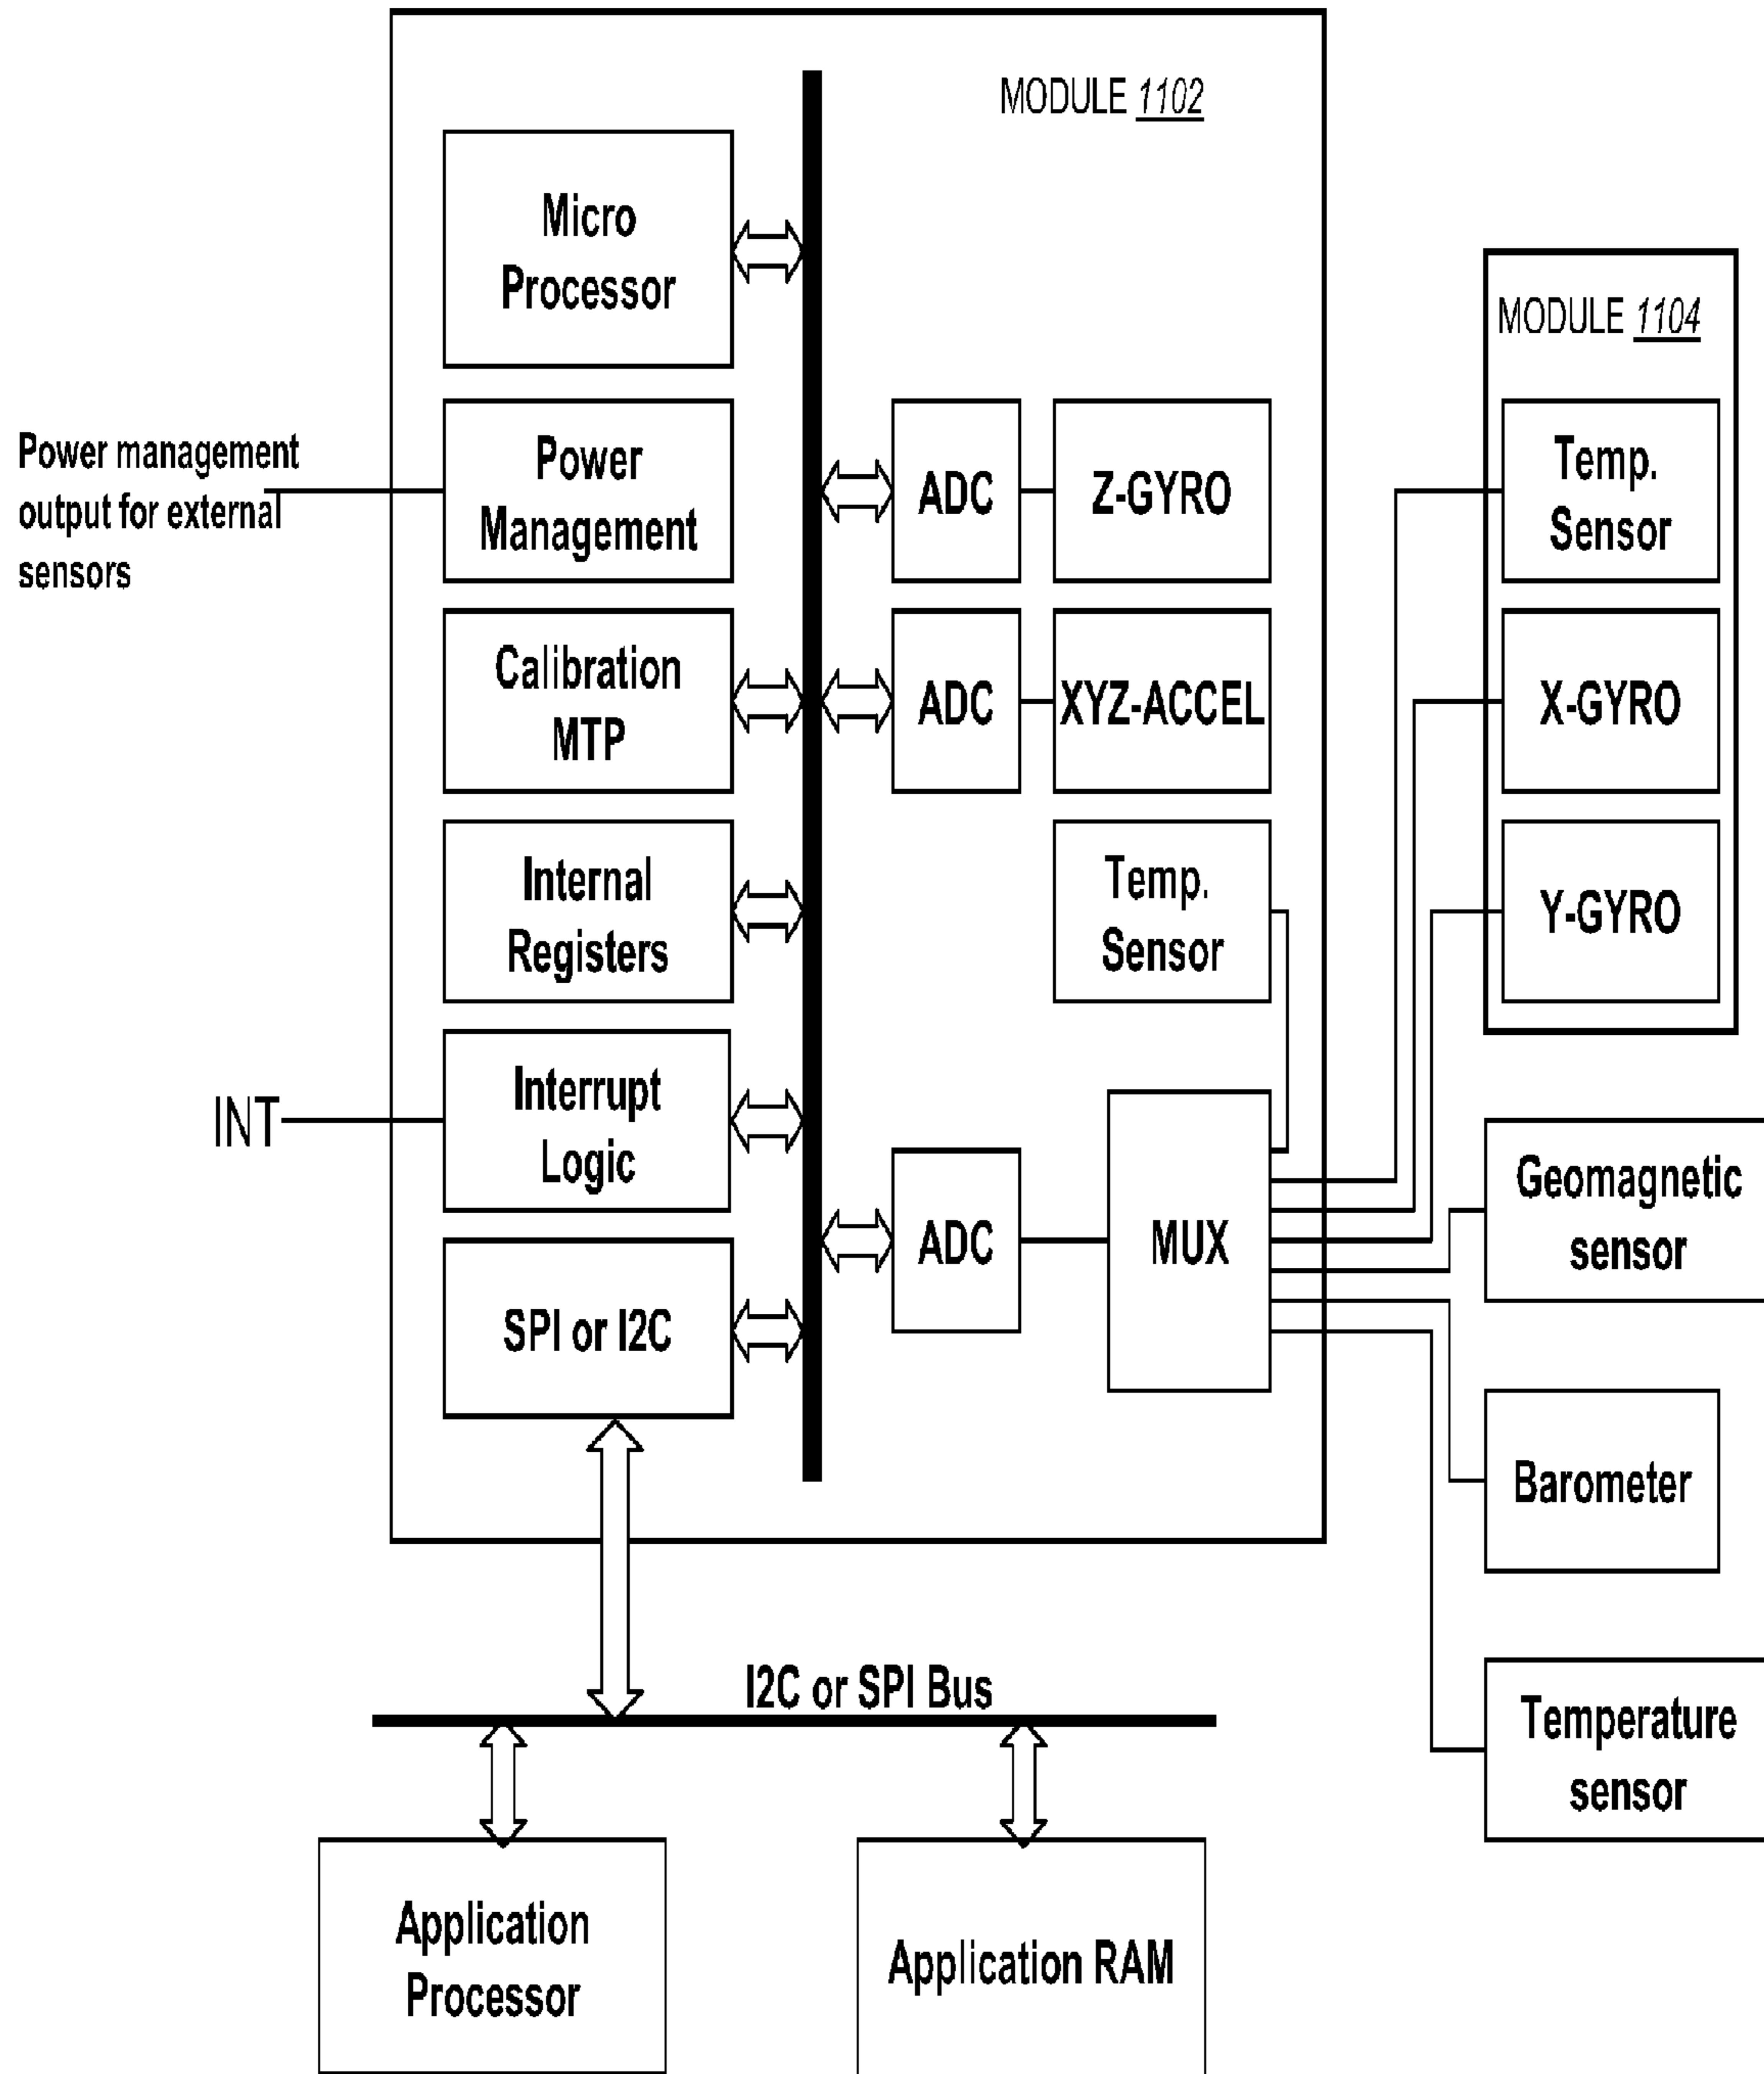 MODULE 1102
Micro
Processor
MODULE 1104
Power management
output for external
sensors
Power
Management
ADC
Z-GYRO
Temp.
Sensor
Calibration
MTP
ADC
XYZ-ACCEL
X-GYRO
Internal
Registers
Temp.
Sensor
Y-GYRO
INT
Interrupt
Logic
ADC
MUX
Geomagnetic
sensor
SPI or I2C
Barometer
I2C or SPI Bus
Temperature
sensor
Application
Processor
Application RAM